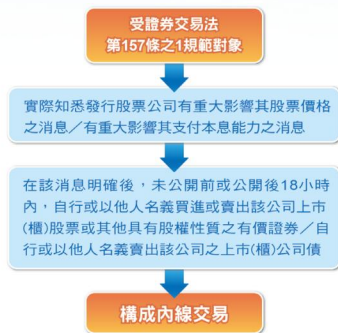 受證券交易法
第157條之1規範對象
實際知悉發行股票公司有重大影響其股票價格
之消息／有重大影響其支付本息能力之消息
在該消息明確後，未公開前或公開後18小時
內，自行或以他人名義買進或賣出該公司上市
(櫃)股票或其他具有股權性質之有價證券／自
行或以他人名義賣出該公司之上市(櫃)公司債
構成內線交易